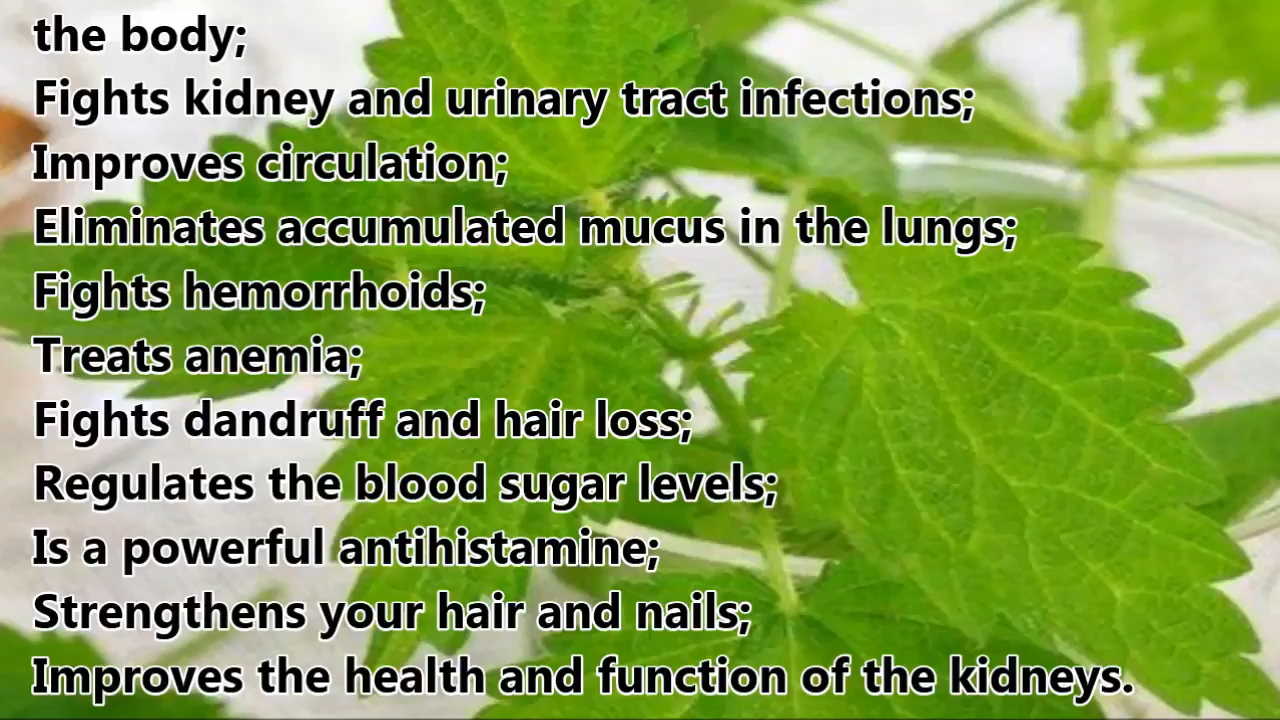 the body;
Fights kidney and urinary tract infections;
Improves circulation;
Eliminates accumulated mucus in the lungs;
Fights hemorrhoids;
Treats anemia;
Fights dandruff and hair loss;
Regulates the blood sugar levels;
Is a powerful antihistamine;
Strengthens your hair and nails;
Improves the health and function of the kidneys.